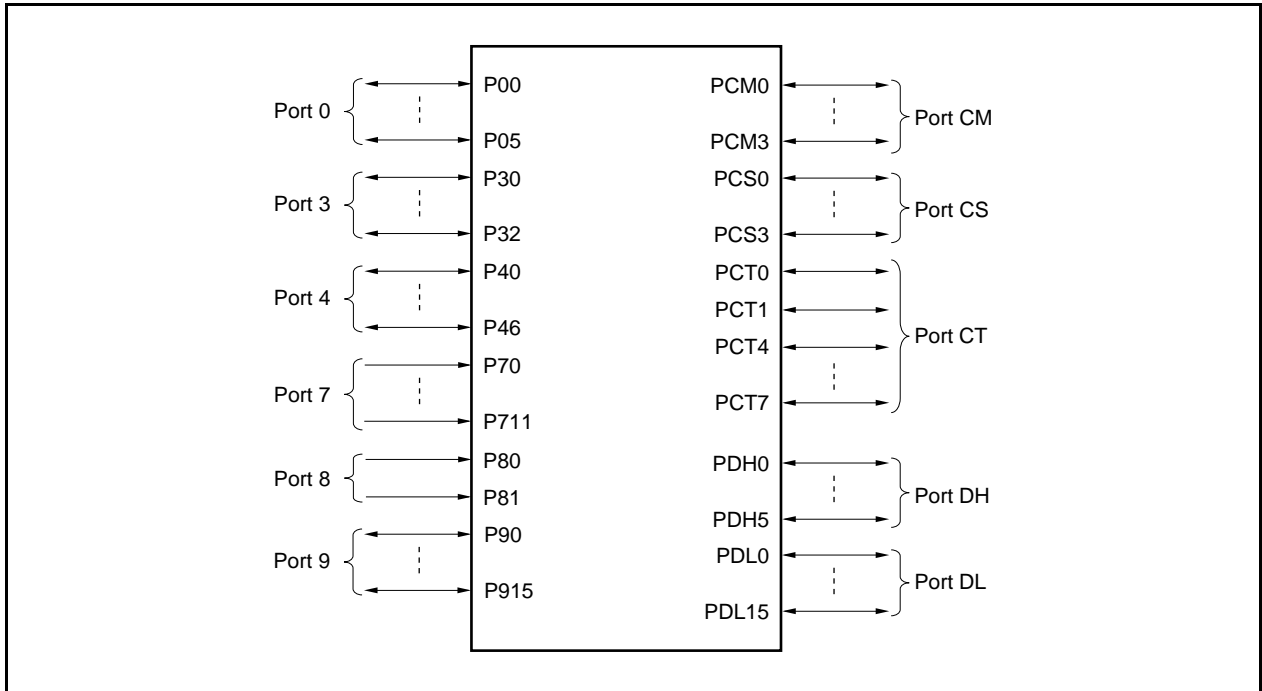 Port 0
P00
P05
Port 3
P30
P32
Port 4
P40
P46
Port 7
P70
P711
Port 8
P80
P81
Port 9
P90
P915
PCM0
PCM3
Port CM
PCS0
PCS3
Port CS
PCT0
PCT1
PCT4
PCT7
Port CT
PDH0
PDH5
Port DH
PDL0
PDL15
Port DL